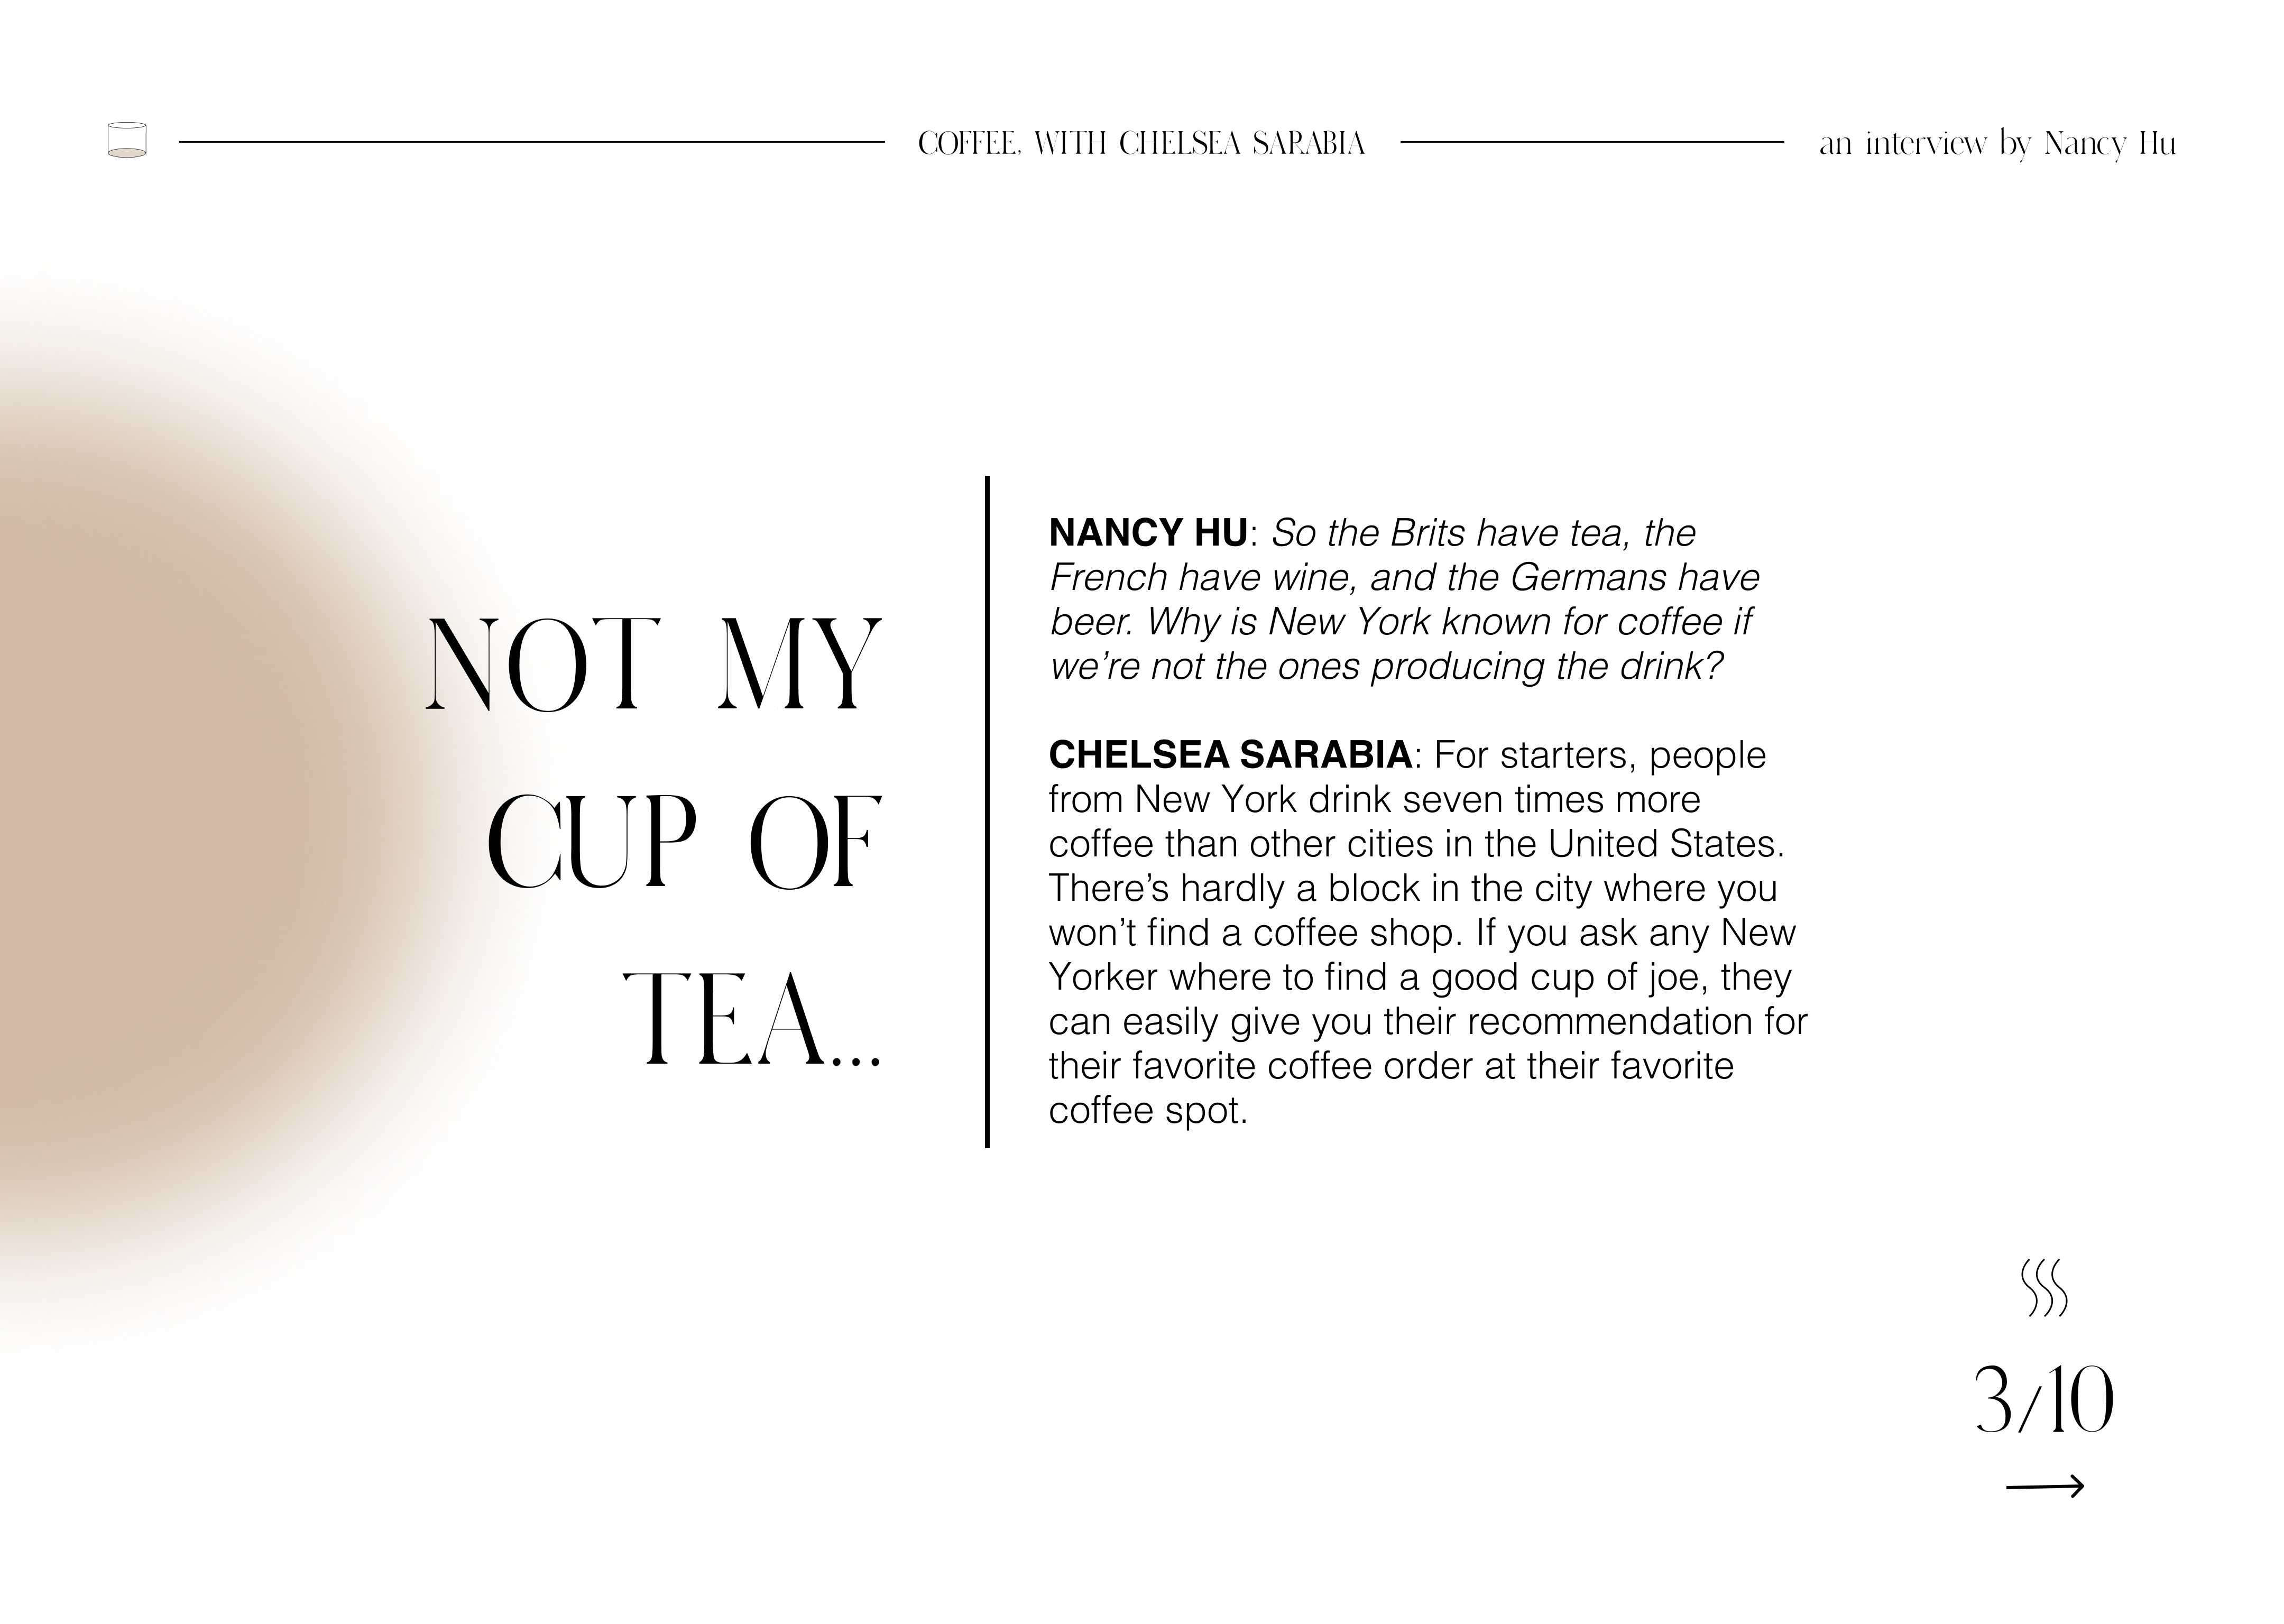 COFFEE, WITH CHELSEA SARABIA
an interview by Nancy Hu
NOT MY
CUP OF
TEA...
NANCY HU: So the Brits have tea, the
French have wine, and the Germans have
beer. Why is New York known for coffee if
we’re not the ones producing the drink?
CHELSEA SARABIA: For starters, people
from New York drink seven times more
coffee than other cities in the United States.
There’s hardly a block in the city where you
won’t find a coffee shop. If you ask any New
Yorker where to find a good cup of joe, they
can easily give you their recommendation for
their favorite coffee order at their favorite
coffee spot.
3/10